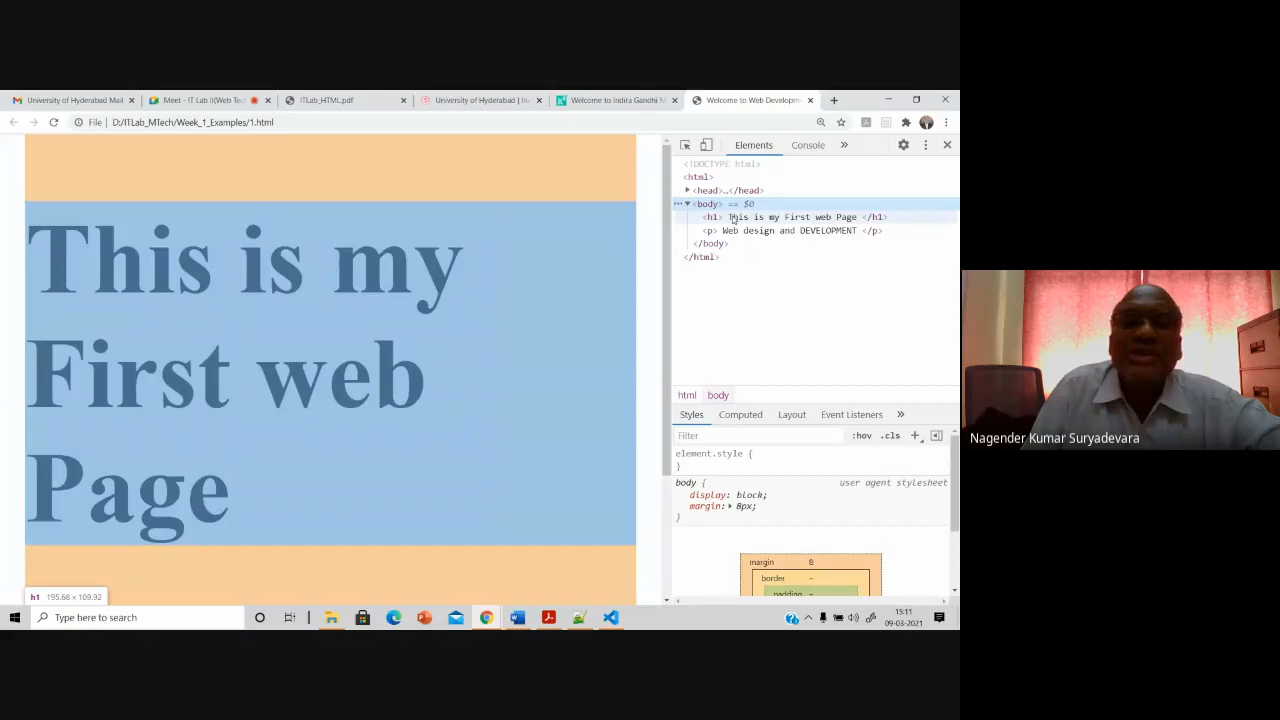 University of Hyderabad Mail
Meet - IT Lab II(Web Tec
ITLab_HTML.pdf
University of Hyderabad | In
Welcome to Indira Gandhi M
Welcome to Web Developm
File
D:/ITLab_MTech/Week_1_Examples/1.html
Elements
Console
<!DOCTYPE html>
<html>
<head>…</head>
<body> == $0
<h1> This is my First web Page </h1>
<p> Web design and DEVELOPMENT </p>
</body>
</html>
This is my
First web
Page
html
body
Styles
Computed
Layout
Event Listeners
Filter
:hov
.cls
element.style {
}
body {
user agent stylesheet
display: block;
margin: 8px;
}
margin
8
border
-
padding
h1 195.68 × 109.92
Type here to search
15:11
09-03-2021
Nagender Kumar Suryadevara